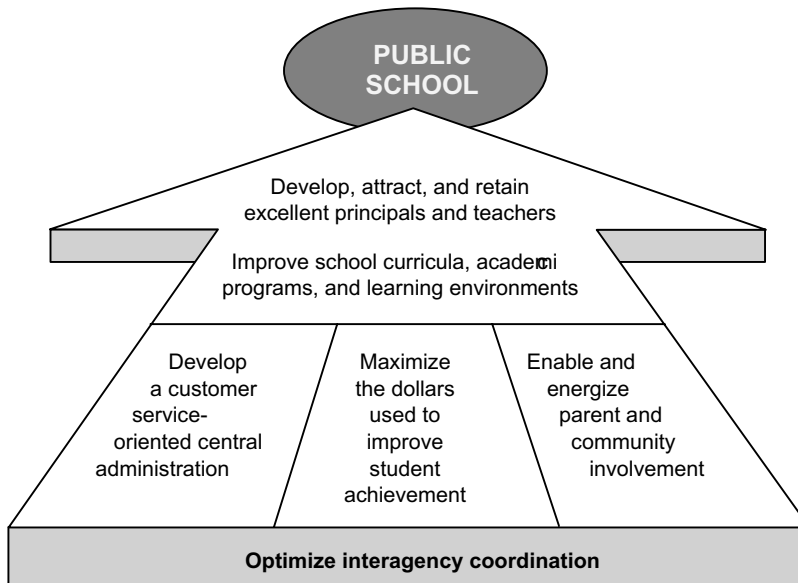 PUBLIC
SCHOOL
Develop, attract, and retain
excellent principals and teachers
Improve school curricula, academci
programs, and learning environments
Develop
a customer
service-
oriented central
administration
Maximize
the dollars
used to
improve
student
achievement
Enable and
energize
parent and
community
involvement
Optimize interagency coordination